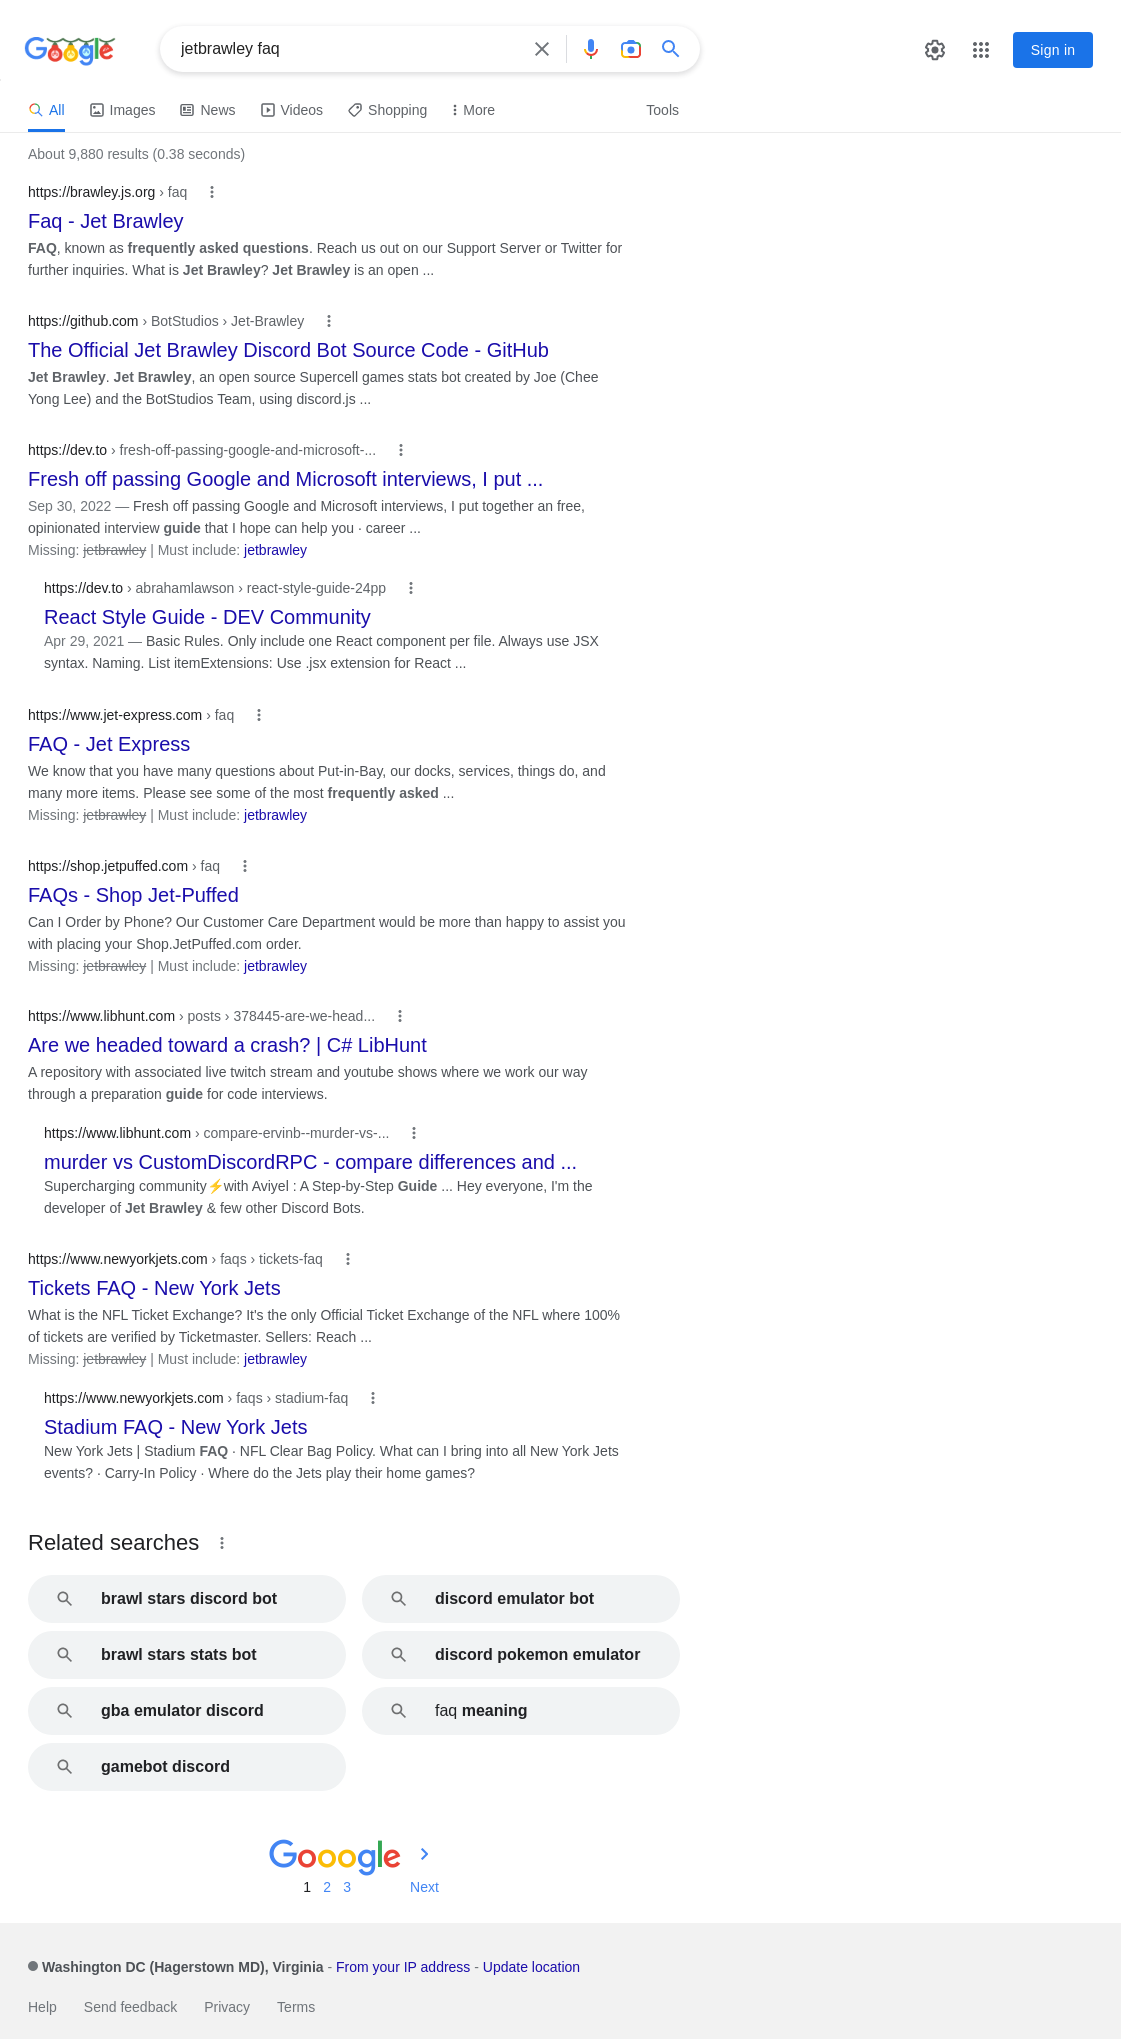 Google
jetbrawley faq
Sign in
All Images News Videos Shopping More Tools
About 9,880 results (0.38 seconds)
https://brawley.js.org › faq
Faq - Jet Brawley
FAQ, known as frequently asked questions. Reach us out on our Support Server or Twitter for
further inquiries. What is Jet Brawley? Jet Brawley is an open ...
https://github.com › BotStudios › Jet-Brawley
The Official Jet Brawley Discord Bot Source Code - GitHub
Jet Brawley. Jet Brawley, an open source Supercell games stats bot created by Joe (Chee
Yong Lee) and the BotStudios Team, using discord.js ...
https://dev.to › fresh-off-passing-google-and-microsoft-...
Fresh off passing Google and Microsoft interviews, I put ...
Sep 30, 2022 — Fresh off passing Google and Microsoft interviews, I put together an free,
opinionated interview guide that I hope can help you · career ...
Missing: jetbrawley | Must include: jetbrawley
https://dev.to › abrahamlawson › react-style-guide-24pp
React Style Guide - DEV Community
Apr 29, 2021 — Basic Rules. Only include one React component per file. Always use JSX
syntax. Naming. List itemExtensions: Use .jsx extension for React ...
https://www.jet-express.com › faq
FAQ - Jet Express
We know that you have many questions about Put-in-Bay, our docks, services, things do, and
many more items. Please see some of the most frequently asked ...
Missing: jetbrawley | Must include: jetbrawley
https://shop.jetpuffed.com › faq
FAQs - Shop Jet-Puffed
Can I Order by Phone? Our Customer Care Department would be more than happy to assist you
with placing your Shop.JetPuffed.com order.
Missing: jetbrawley | Must include: jetbrawley
https://www.libhunt.com › posts › 378445-are-we-head...
Are we headed toward a crash? | C# LibHunt
A repository with associated live twitch stream and youtube shows where we work our way
through a preparation guide for code interviews.
https://www.libhunt.com › compare-ervinb--murder-vs-...
murder vs CustomDiscordRPC - compare differences and ...
Supercharging community⚡with Aviyel : A Step-by-Step Guide ... Hey everyone, I'm the
developer of Jet Brawley & few other Discord Bots.
https://www.newyorkjets.com › faqs › tickets-faq
Tickets FAQ - New York Jets
What is the NFL Ticket Exchange? It's the only Official Ticket Exchange of the NFL where 100%
of tickets are verified by Ticketmaster. Sellers: Reach ...
Missing: jetbrawley | Must include: jetbrawley
https://www.newyorkjets.com › faqs › stadium-faq
Stadium FAQ - New York Jets
New York Jets | Stadium FAQ · NFL Clear Bag Policy. What can I bring into all New York Jets
events? · Carry-In Policy · Where do the Jets play their home games?
Related searches
brawl stars discord bot discord emulator bot
brawl stars stats bot discord pokemon emulator
gba emulator discord faq meaning
gamebot discord
Gooogle
1 2 3 Next
Washington DC (Hagerstown MD), Virginia - From your IP address - Update location
Help Send feedback Privacy Terms